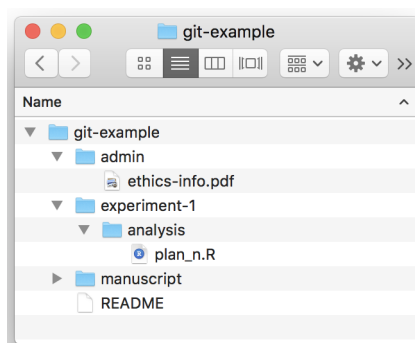 git-example
Name
git-example
admin
ethics-info.pdf
experiment-1
analysis
plan_n.R
manuscript
README